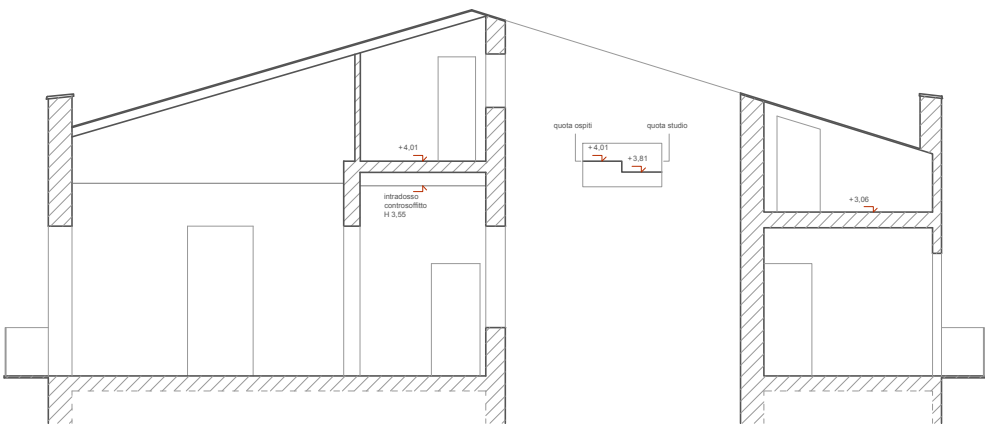 quota ospiti
quota studio
+4,01
+4,01
+3,81
intradosso
controsoffitto
H 3,55
+3,06